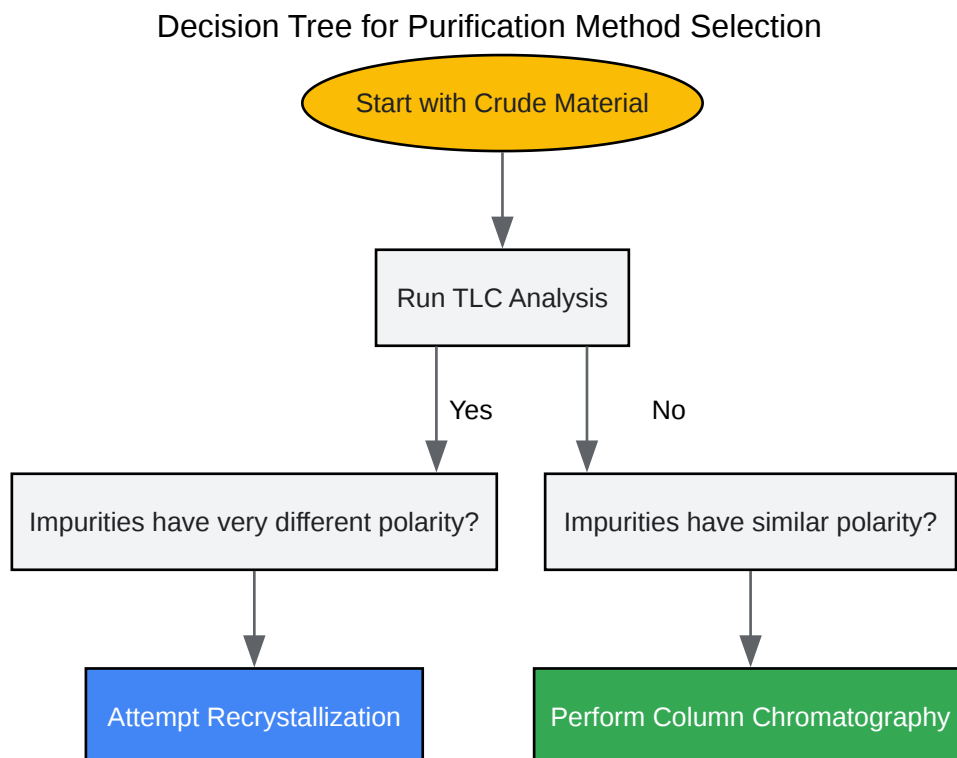 Decision Tree for Purification Method Selection
Start with Crude Material
Run TLC Analysis
Yes
No
Impurities have very different polarity?
Impurities have similar polarity?
Attempt Recrystallization
Perform Column Chromatography